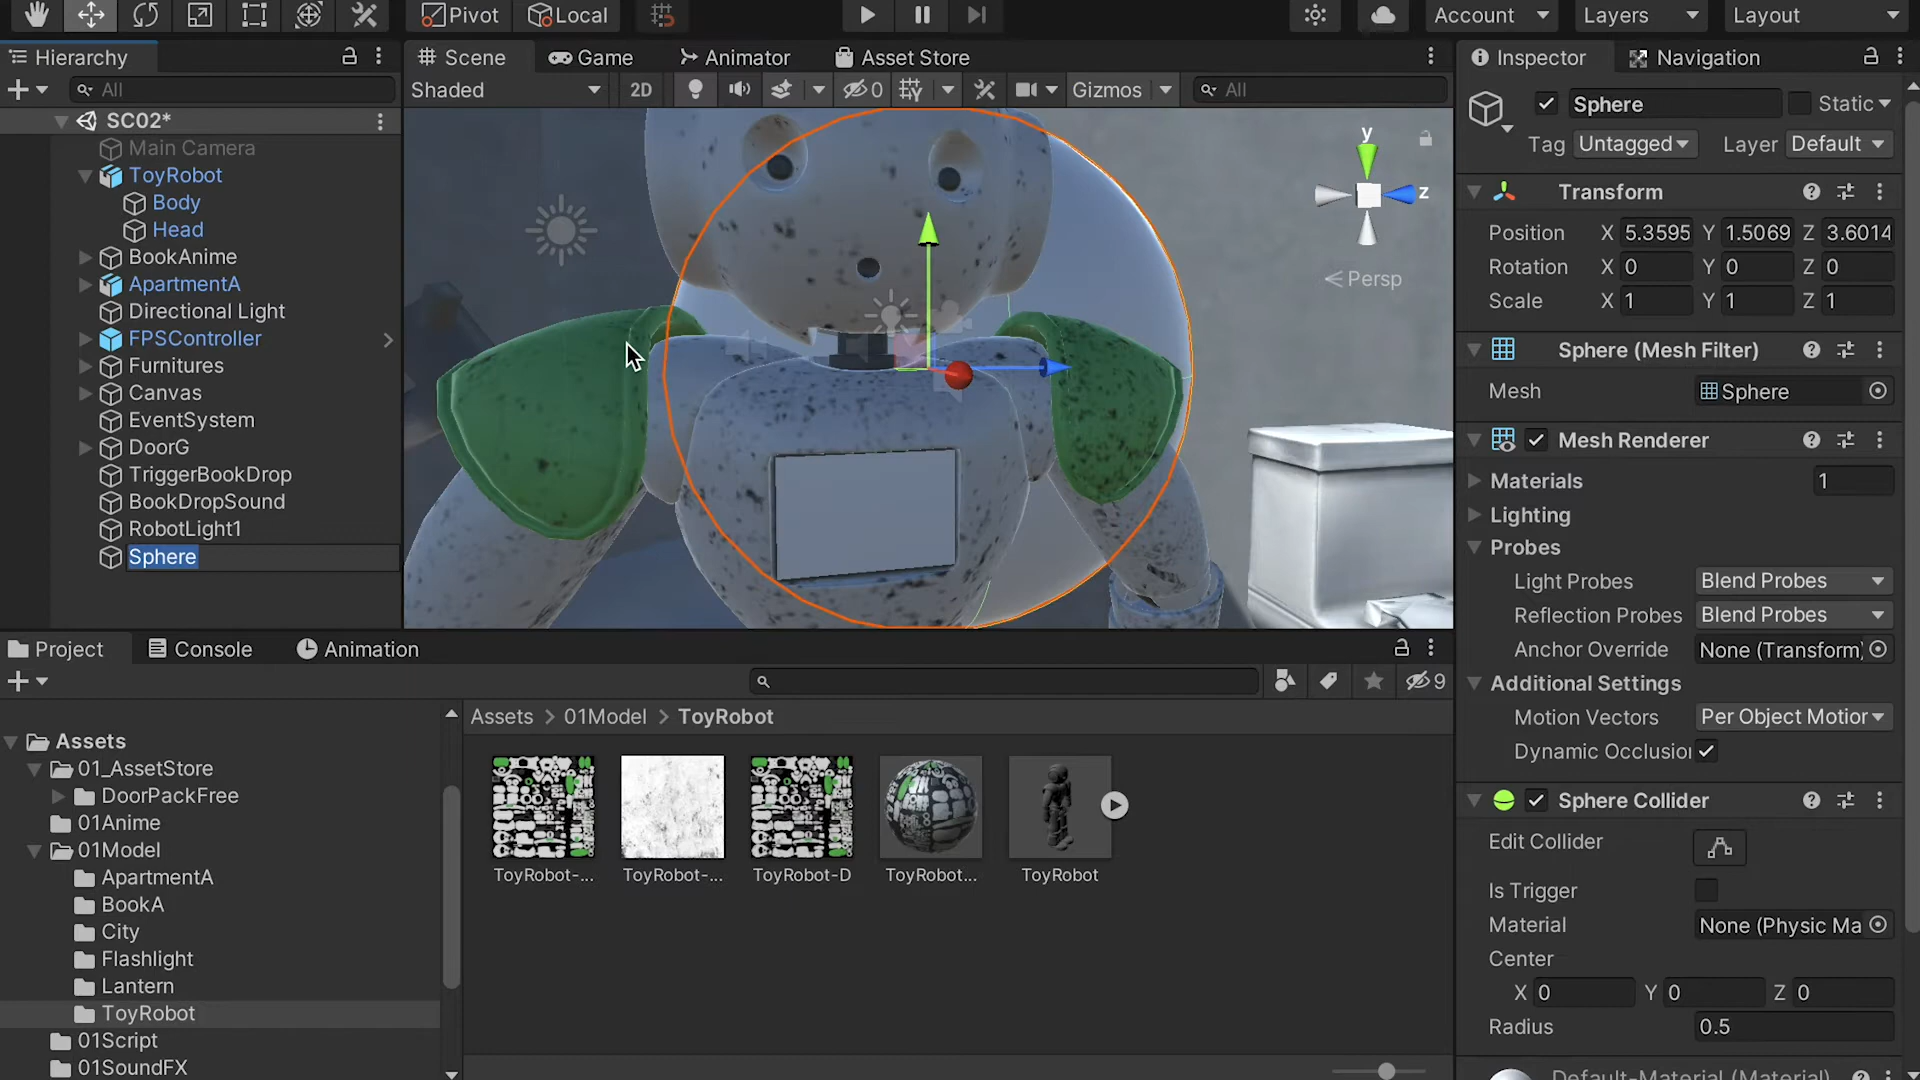 Pivot
Local
Account
Layers
Layout
Hierarchy
Scene
Game
Animator
Asset Store
Inspector
Navigation
All
Shaded
2D
0
Gizmos
All
SC02*
Main Camera
ToyRobot
Body
Head
BookAnime
ApartmentA
Directional Light
FPSController
Furnitures
Canvas
EventSystem
DoorG
TriggerBookDrop
BookDropSound
RobotLight1
Sphere
y
z
Persp
Sphere
Static
Tag Untagged Layer Default
Transform
Position X 5.3595 Y 1.5069 Z 3.6014
Rotation X 0 Y 0 Z 0
Scale X 1 Y 1 Z 1
Sphere (Mesh Filter)
Mesh Sphere
Mesh Renderer
Materials 1
Lighting
Probes
Light Probes Blend Probes
Reflection Probes Blend Probes
Anchor Override None (Transform)
Additional Settings
Motion Vectors Per Object Motior
Dynamic Occlusio
Sphere Collider
Edit Collider
Is Trigger
Material None (Physic Ma
Center
X 0 Y 0 Z 0
Radius 0.5
Default-Material (Material)
Project
Console
Animation
9
Assets
01_AssetStore
DoorPackFree
01Anime
01Model
ApartmentA
BookA
City
Flashlight
Lantern
ToyRobot
01Script
01SoundFX
Assets > 01Model > ToyRobot
ToyRobot-...
ToyRobot-...
ToyRobot-D
ToyRobot...
ToyRobot